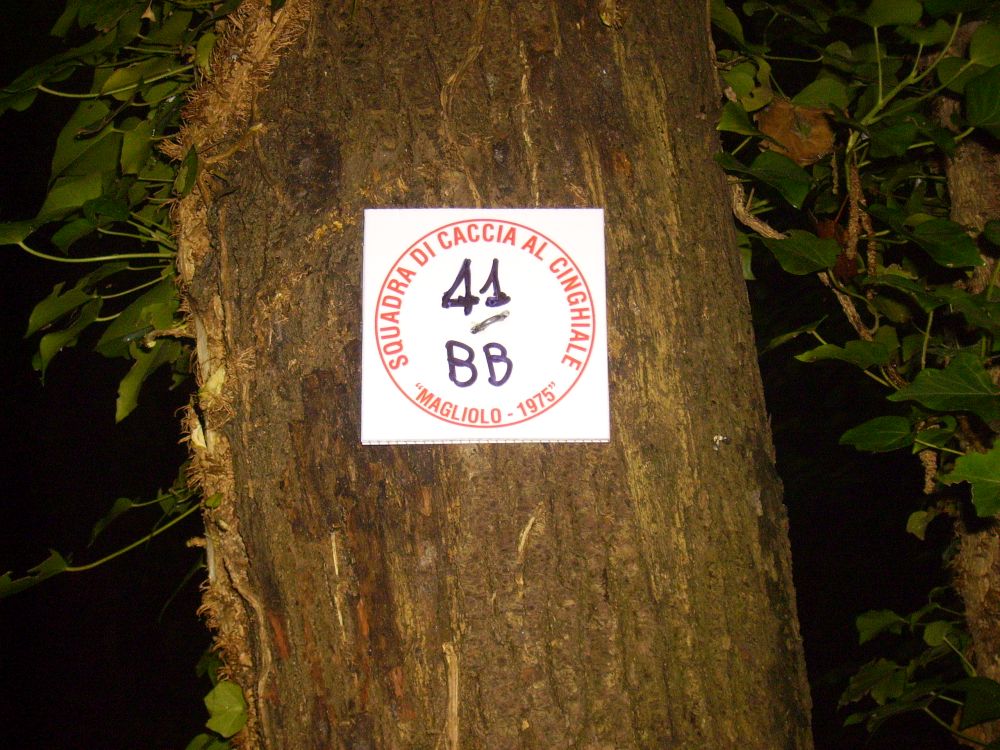 SQUADRA DI CACCIA AL CINGHIALE
41
BB
"MAGLIOLO - 1975"